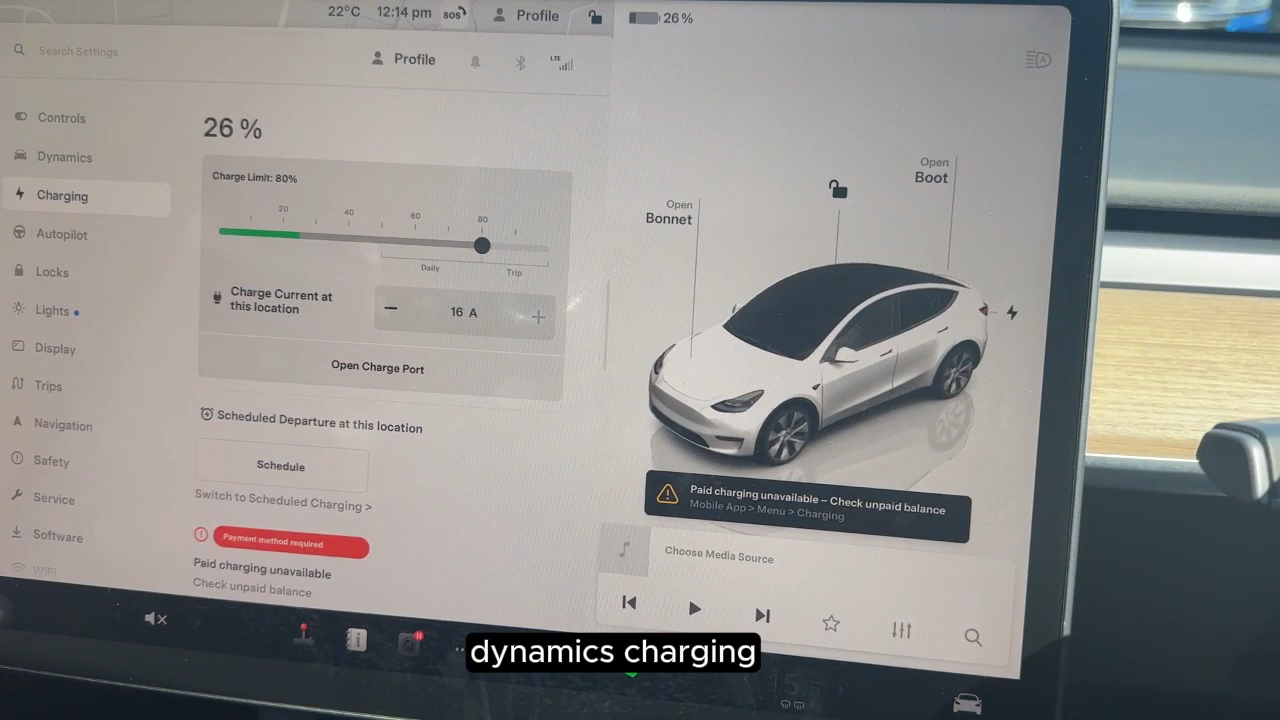 22°C 12:14 pm sos Profile
26 %
Search Settings
Profile
LTE
Controls
Dynamics
Charging
Autopilot
Locks
Lights
Display
Trips
Navigation
Safety
Service
Software
WiFi
26 %
Charge Limit: 80%
20 40 60 80
Daily Trip
Charge Current at
this location
16 A
Open Charge Port
Scheduled Departure at this location
Schedule
Switch to Scheduled Charging >
Payment method required
Paid charging unavailable
Check unpaid balance
Open
Boot
Open
Bonnet
Paid charging unavailable – Check unpaid balance
Mobile App > Menu > Charging
Choose Media Source
dynamics charging